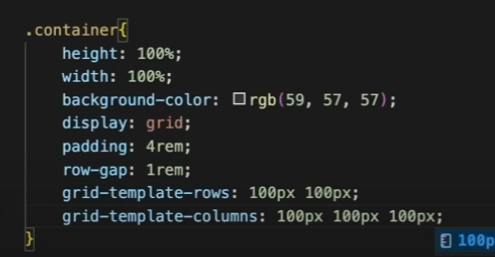 .container{
height: 100%;
width: 100%;
background-color: rgb(59, 57, 57);
display: grid;
padding: 4rem;
row-gap: 1rem;
grid-template-rows: 100px 100px;
grid-template-columns: 100px 100px 100px;
}
100p